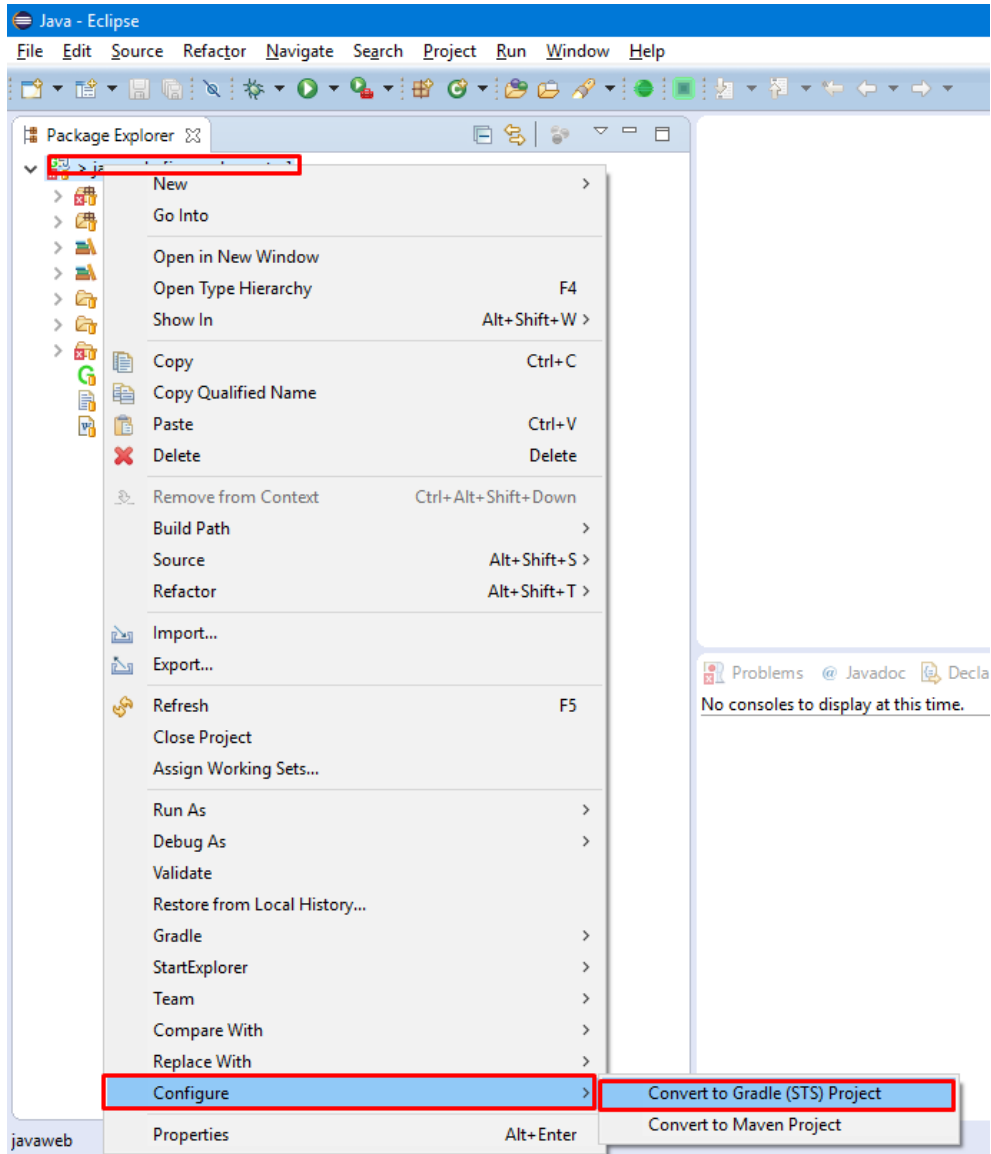 Java - Eclipse
File Edit Source Refactor Navigate Search Project Run Window Help
Package Explorer
New
Go Into
Open in New Window
Open Type Hierarchy F4
Show In Alt+Shift+W >
Copy Ctrl+C
Copy Qualified Name
Paste Ctrl+V
Delete Delete
Remove from Context Ctrl+Alt+Shift+Down
Build Path >
Source Alt+Shift+S >
Refactor Alt+Shift+T >
Import...
Export...
Problems @ Javadoc Decla
No consoles to display at this time.
Refresh F5
Close Project
Assign Working Sets...
Run As >
Debug As >
Validate
Restore from Local History...
Gradle >
StartExplorer >
Team >
Compare With >
Replace With >
Configure >
Convert to Gradle (STS) Project
Convert to Maven Project
Properties Alt+Enter
javaweb